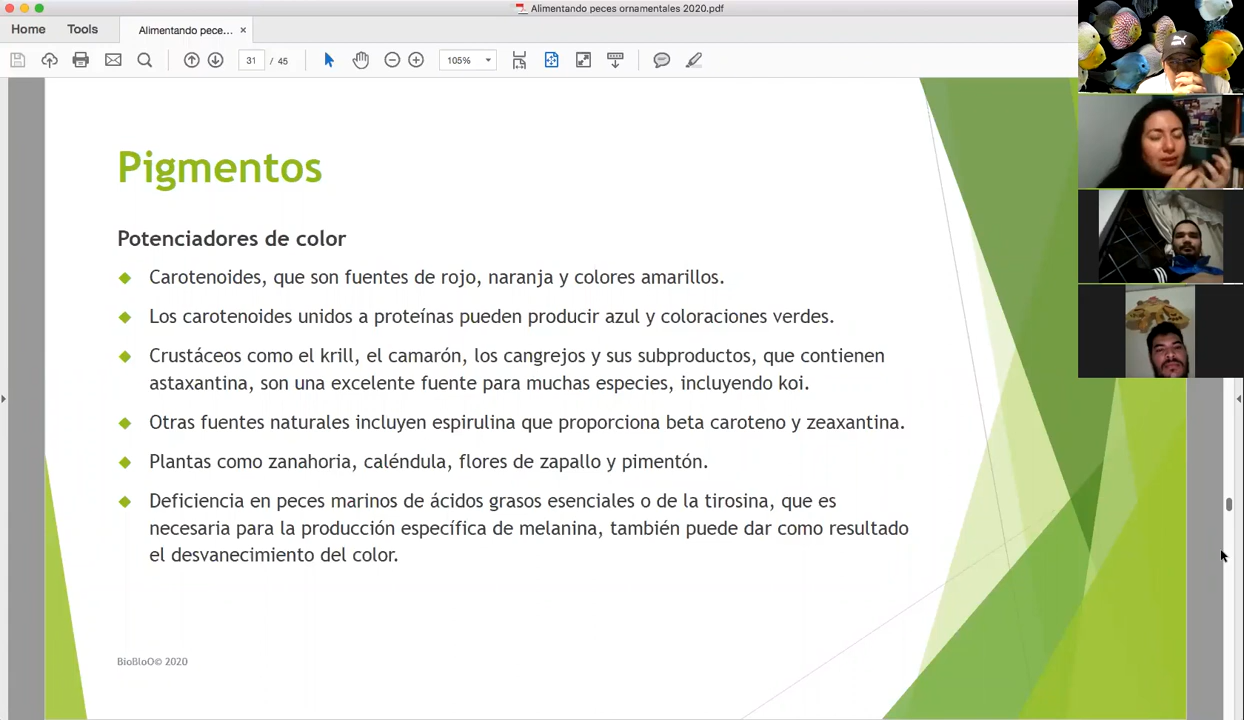 Alimentando peces ornamentales 2020.pdf
Home
Tools
Alimentando pece...
31 / 45
105%
Pigmentos
Potenciadores de color
Carotenoides, que son fuentes de rojo, naranja y colores amarillos.
Los carotenoides unidos a proteínas pueden producir azul y coloraciones verdes.
Crustáceos como el krill, el camarón, los cangrejos y sus subproductos, que contienen
astaxantina, son una excelente fuente para muchas especies, incluyendo koi.
Otras fuentes naturales incluyen espirulina que proporciona beta caroteno y zeaxantina.
Plantas como zanahoria, caléndula, flores de zapallo y pimentón.
Deficiencia en peces marinos de ácidos grasos esenciales o de la tirosina, que es
necesaria para la producción específica de melanina, también puede dar como resultado
el desvanecimiento del color.
BioBloO© 2020